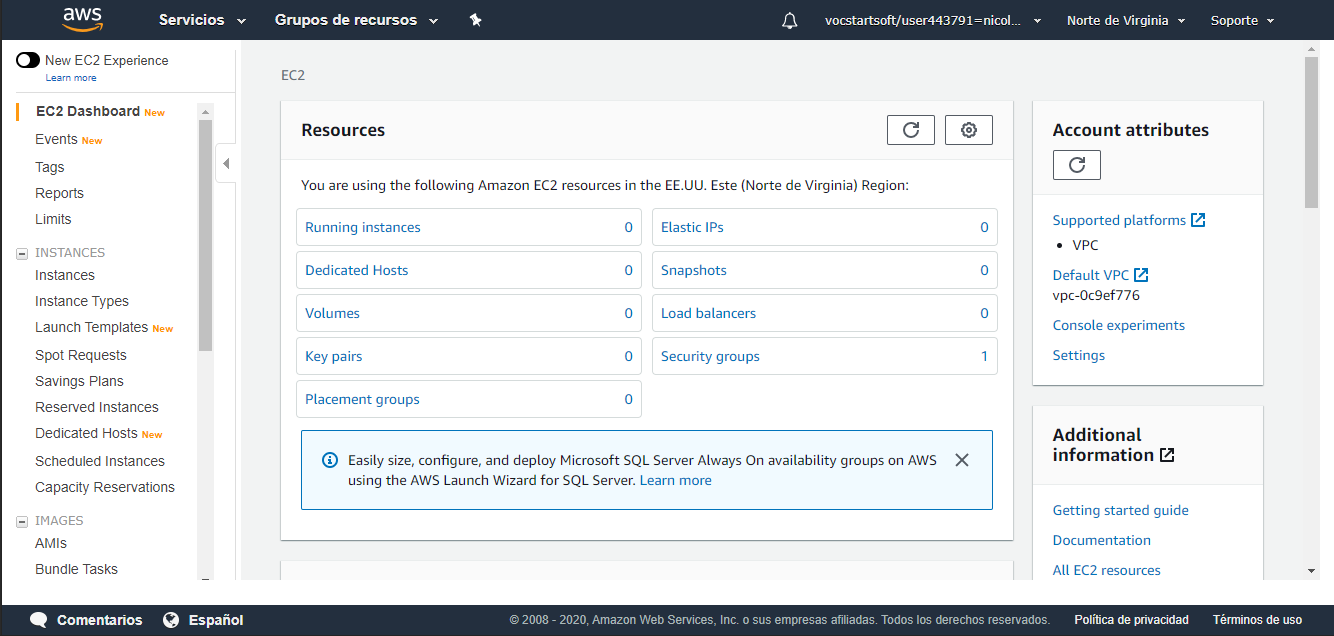 aws
Servicios
Grupos de recursos
vocstartsoft/user443791=nicol...
Norte de Virginia
Soporte
New EC2 Experience
Learn more
EC2 Dashboard New
Events New
Tags
Reports
Limits
INSTANCES
Instances
Instance Types
Launch Templates New
Spot Requests
Savings Plans
Reserved Instances
Dedicated Hosts New
Scheduled Instances
Capacity Reservations
IMAGES
AMIs
Bundle Tasks
EC2
Resources
You are using the following Amazon EC2 resources in the EE.UU. Este (Norte de Virginia) Region:
Running instances 0
Elastic IPs 0
Dedicated Hosts 0
Snapshots 0
Volumes 0
Load balancers 0
Key pairs 0
Security groups 1
Placement groups 0
Easily size, configure, and deploy Microsoft SQL Server Always On availability groups on AWS
using the AWS Launch Wizard for SQL Server. Learn more
Account attributes
Supported platforms
• VPC
Default VPC
vpc-0c9ef776
Console experiments
Settings
Additional
information
Getting started guide
Documentation
All EC2 resources
Comentarios
Español
© 2008 - 2020, Amazon Web Services, Inc. o sus empresas afiliadas. Todos los derechos reservados.
Política de privacidad
Términos de uso